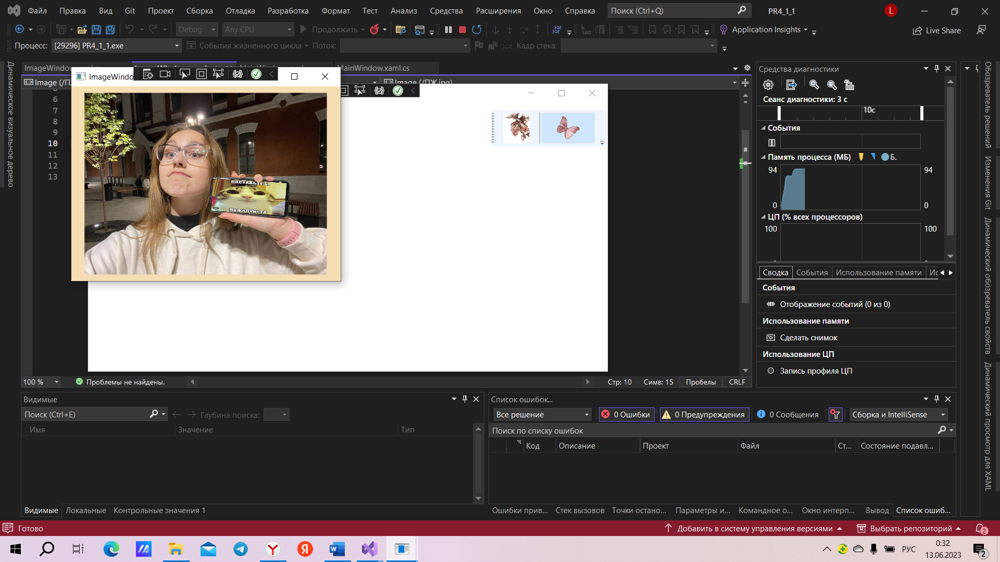 Файл Правка Вид Git Проект Сборка Отладка Разработка Формат Тест Анализ Средства Расширения Окно Справка Поиск (Ctrl+Q) PR4_1_1 L
Debug Any CPU Продолжить Application Insights Live Share
Процесс: [29296] PR4_1_1.exe События жизненного цикла Поток: Кадр стека:
MainWindow.xaml.cs
Image (/ПЖ.jpg)
ImageWindo
6
7
8
9
10
11
12
13
ПОСТАВЬТЕ 5,
ПОЖАЛУЙСТА
100 % Проблемы не найдены. Стр: 10 Симв: 15 Пробелы CRLF
Динамическое визуальное дерево
Средства диагностики
Сеанс диагностики: 3 с
10с
События
Память процесса (МБ) Б.
94 94
0 0
ЦП (% всех процессоров)
100 100
Сводка События Использование памяти Ис
События
Отображение событий (0 из 0)
Использование памяти
Сделать снимок
Использование ЦП
Запись профиля ЦП
Обозреватель решений
Изменения Git
Динамический обозреватель свойств
Динамический просмотр для XAML
Видимые
Поиск (Ctrl+E) Глубина поиска:
Имя Значение Тип
Видимые Локальные Контрольные значения 1
Список ошибок...
Все решение 0 Ошибки 0 Предупреждения 0 Сообщения Сборка и IntelliSense
Поиск по списку ошибок
Код Описание Проект Файл Ст... Состояние подавл...
Ошибки прив... Стек вызовов Точки остано... Параметры и... Командное о... Окно интерп... Вывод Список ошиб...
Готово Добавить в систему управления версиями Выбрать репозиторий 2
РУС 0:32
13.06.2023 2